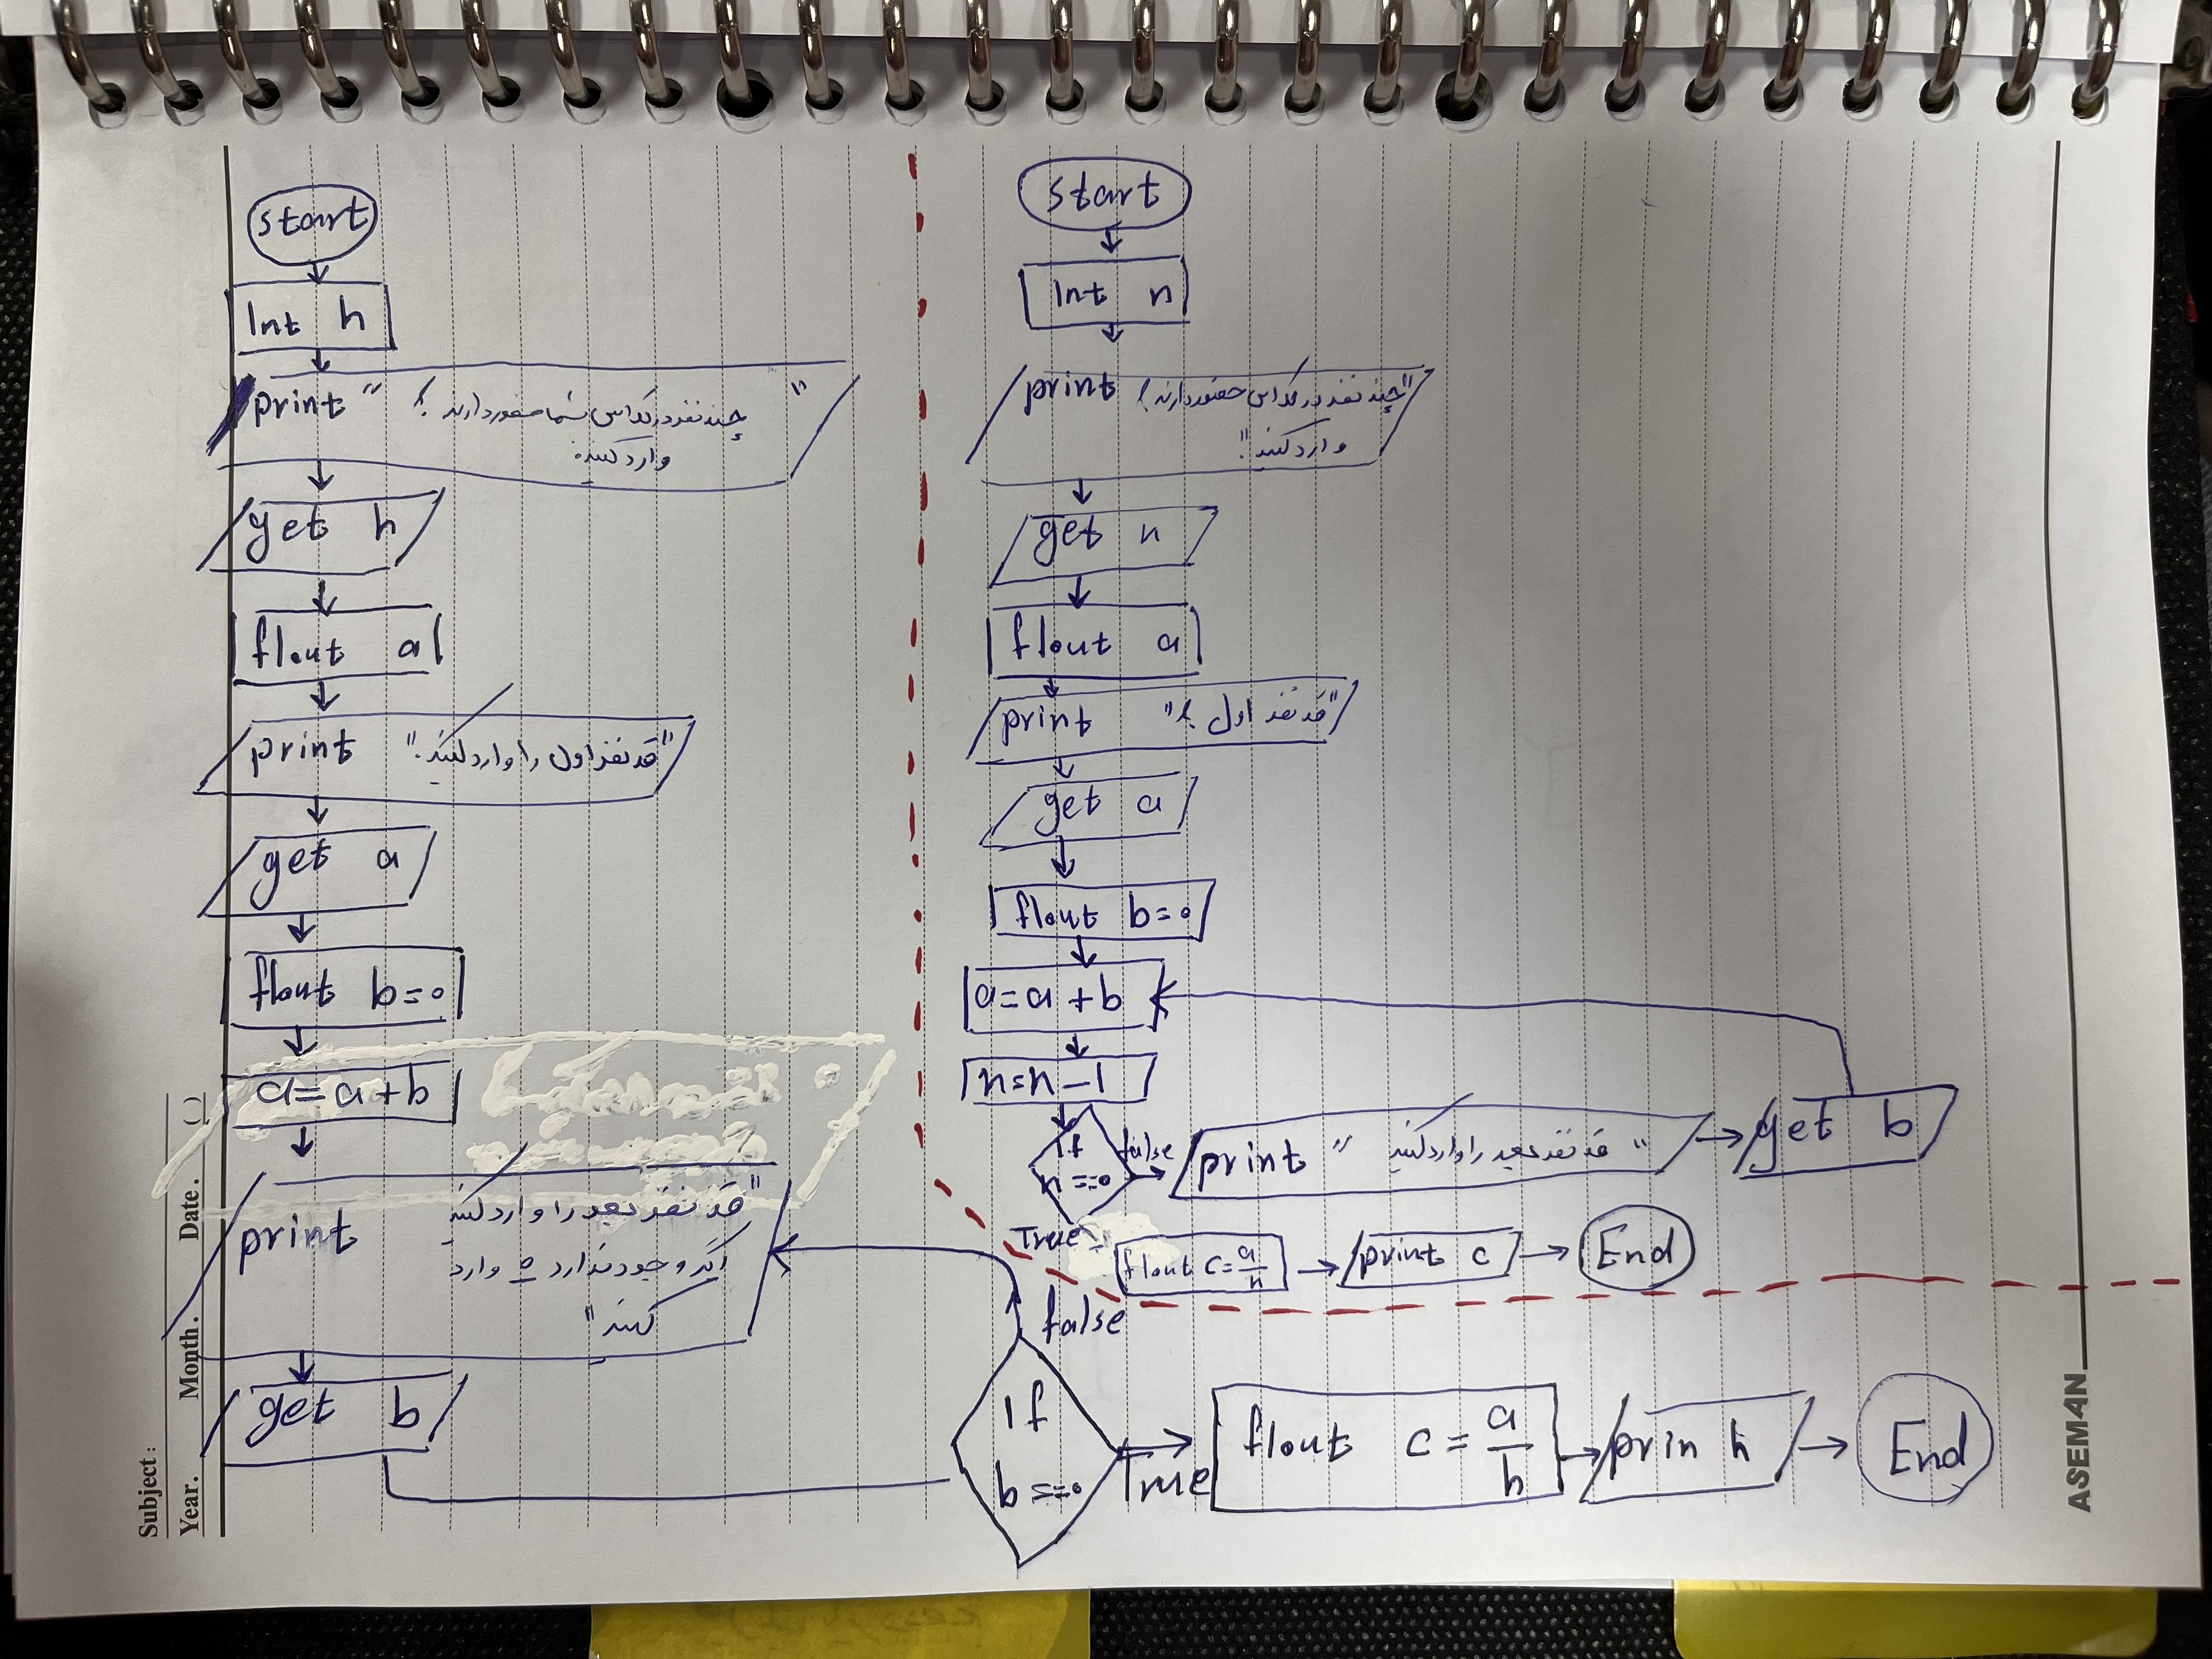 start
Int n
print " چند نفر در کلاس شما حضور دارند ؟ "
وارد کنید:
get n
flout a
print "قد نفر اول را وارد کنید."
get a
flout b=0
a=a+b
print "قد نفر بعد را وارد کنید
اگر وجود ندارد 0 وارد
کنید"
get b
If
b==0
false
True
flout c=a/n
prin n
End
start
Int n
print "چند نفر در کلاس حضور دارند ؟
وارد کنید."
get n
flout a
print "قد نفر اول ؟"
get a
flout b=0
a=a+b
n=n-1
If
n==0
false
print "قد نفر بعد را وارد کنید"
get b
True
flout c=a/n
print c
End
Subject:
Year. Month. Date. ( )
ASEMAN